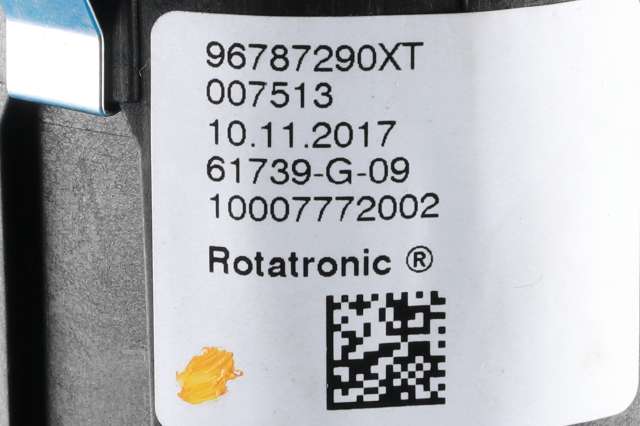 96787290XT
007513
10.11.2017
61739-G-09
10007772002
Rotatronic ®